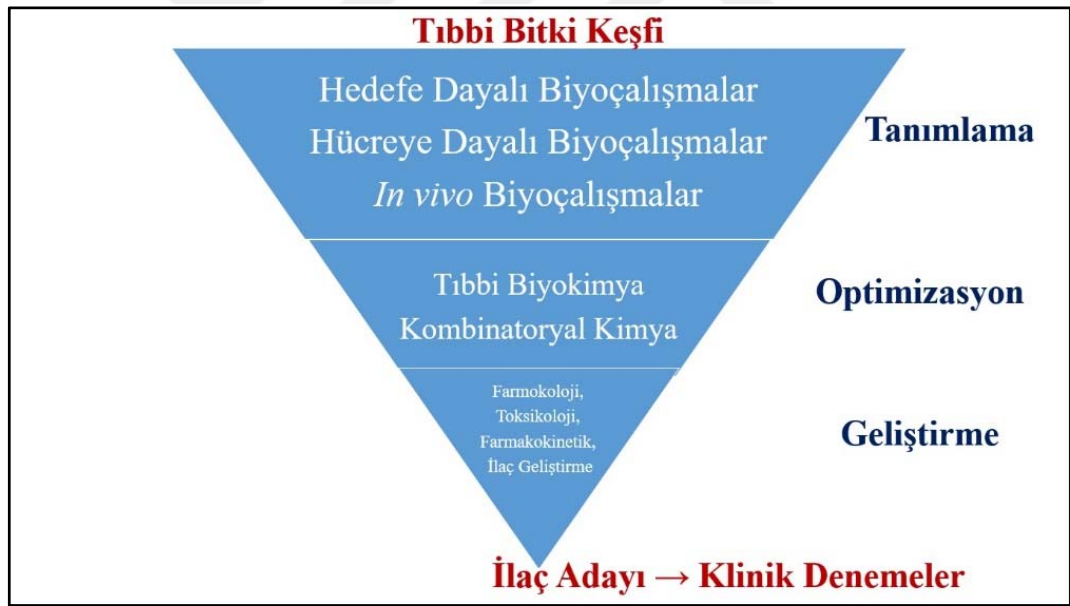 Tıbbi Bitki Keşfi
Hedefe Dayalı Biyoçalışmalar
Hücreye Dayalı Biyoçalışmalar
In vivo Biyoçalışmalar
Tanımlama
Tıbbi Biyokimya
Kombinatoryal Kimya
Optimizasyon
Farmokoloji,
Toksikoloji,
Farmakokinetik,
İlaç Geliştirme
Geliştirme
İlaç Adayı → Klinik Denemeler